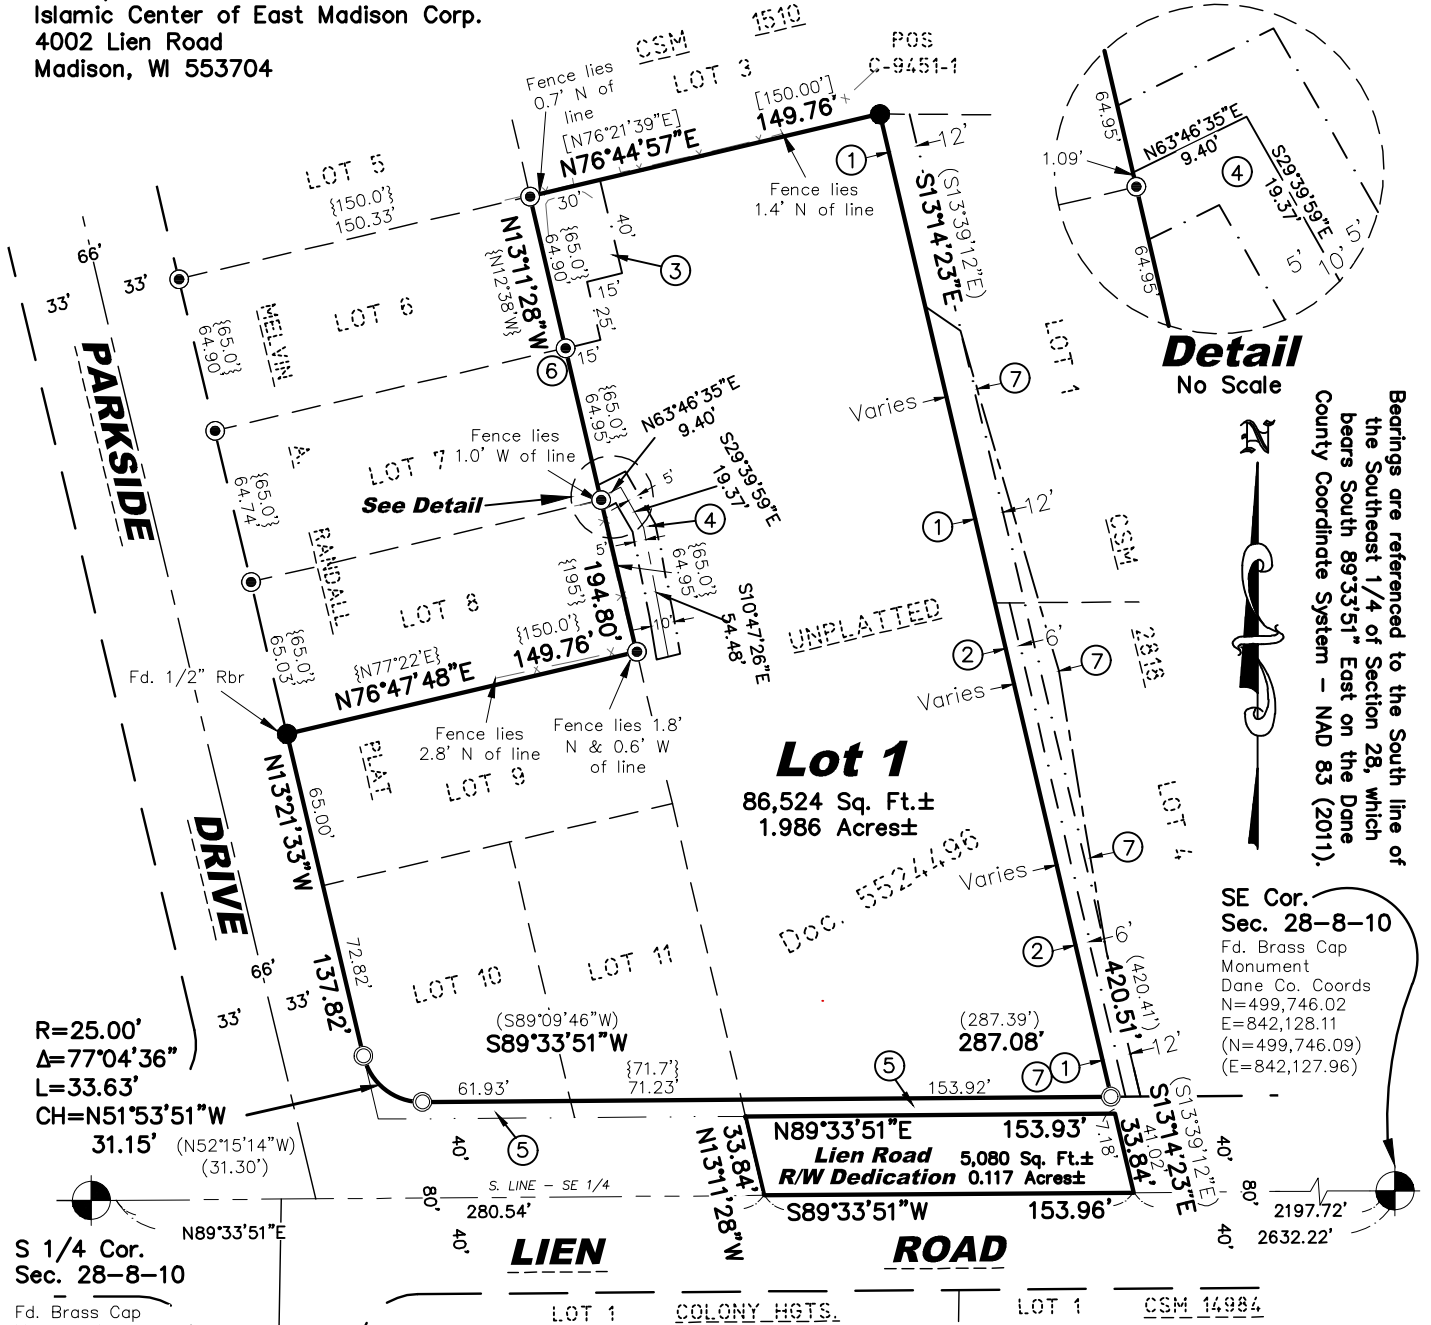 Islamic Center of East Madison Corp.
4002 Lien Road
Madison, WI 553704
CSM 1510
LOT 3
POS
C-9451-1
Fence lies
0.7' N of
line
[N76°21'39"E]
N76°44'57"E
[150.00']
149.76'
Fence lies
1.4' N of line
1
12'
S13°14'23"E
(S13°39'12"E)
64.95'
1.09'
N63°46'35"E
9.40'
4
S29°39'59"E
19.37'
64.95'
5'
10'
5'
Detail
No Scale
LOT 5
{150.0'}
150.33'
66'
33'
33'
30'
40'
15'
25'
15'
3
{65.0'}
64.90'
N13°11'28"W
{N12°38'W}
6
LOT 6
MELVIN
{65.0'}
64.90'
PARKSIDE
LOT 1
7
Varies
Bearings are referenced to the South line of
the Southeast 1/4 of Section 28, which
bears South 89°33'51" East on the Dane
County Coordinate System - NAD 83 (2011).
N
{65.0'}
64.95'
N63°46'35"E
9.40'
S29°39'59"E
19.37'
Fence lies
1.0' W of line
A.
LOT 7
See Detail
{65.0'}
64.74'
5'
4
1
12'
CSM
2818
RANDALL
LOT 8
5'
{195'}
194.80'
{65.0'}
64.95'
10'
S10°47'26"E
54.48'
UNPLATTED
2
6'
7
Varies
{65.0'}
65.03'
{150.0'}
149.76'
{N77°22'E}
N76°47'48"E
Fd. 1/2" Rbr
Fence lies
2.8' N of line
Fence lies 1.8'
N & 0.6' W
of line
PLAT
LOT 9
N13°21'33"W
65.00'
Lot 1
86,524 Sq. Ft.±
1.986 Acres±
LOT 4
7
Varies
Doc. 5524496
DRIVE
66'
33'
33'
72.82'
137.82'
LOT 10
LOT 11
2
6'
SE Cor.
Sec. 28-8-10
Fd. Brass Cap
Monument
Dane Co. Coords
N=499,746.02
E=842,128.11
(N=499,746.09)
(E=842,127.96)
(420.41')
420.51'
12'
R=25.00'
Δ=77°04'36"
L=33.63'
CH=N51°53'51"W
31.15'
(N52°15'14"W)
(31.30')
(S89°09'46"W)
S89°33'51"W
(287.39')
287.08'
61.93'
{71.7'}
71.23'
5
153.92'
7
1
5
40'
N89°33'51"E
153.93'
Lien Road
R/W Dedication
5,080 Sq. Ft.±
0.117 Acres±
33.84'
N13°11'28"W
7.18'
33.84'
41.02'
S13°14'23"E
(S13°39'12"E)
S89°33'51"W
153.96'
S. LINE - SE 1/4
280.54'
80'
40'
40'
80'
40'
2197.72'
2632.22'
N89°33'51"E
S 1/4 Cor.
Sec. 28-8-10
Fd. Brass Cap
LIEN
ROAD
LOT 1
COLONY HGTS.
LOT 1
CSM 14984